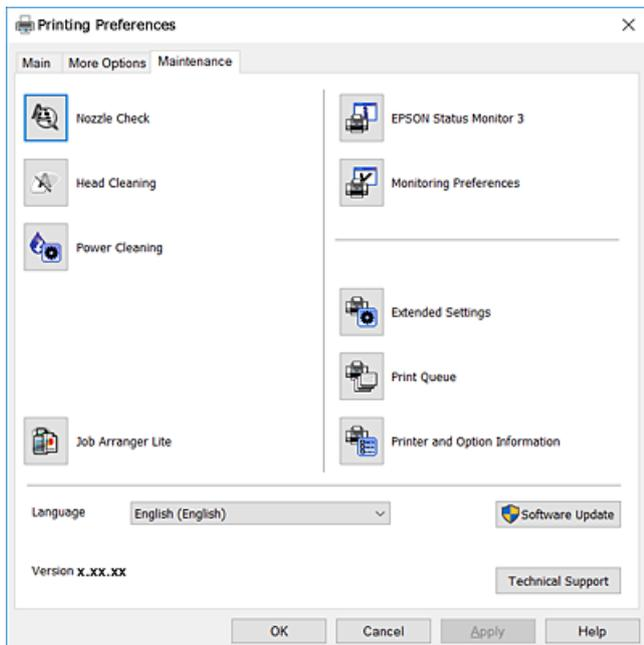 Printing Preferences
Main
More Options
Maintenance
Nozzle Check
EPSON Status Monitor 3
Head Cleaning
Monitoring Preferences
Power Cleaning
Extended Settings
Print Queue
Job Arranger Lite
Printer and Option Information
Language
English (English)
Software Update
Version x.xx.xx
Technical Support
OK
Cancel
Apply
Help